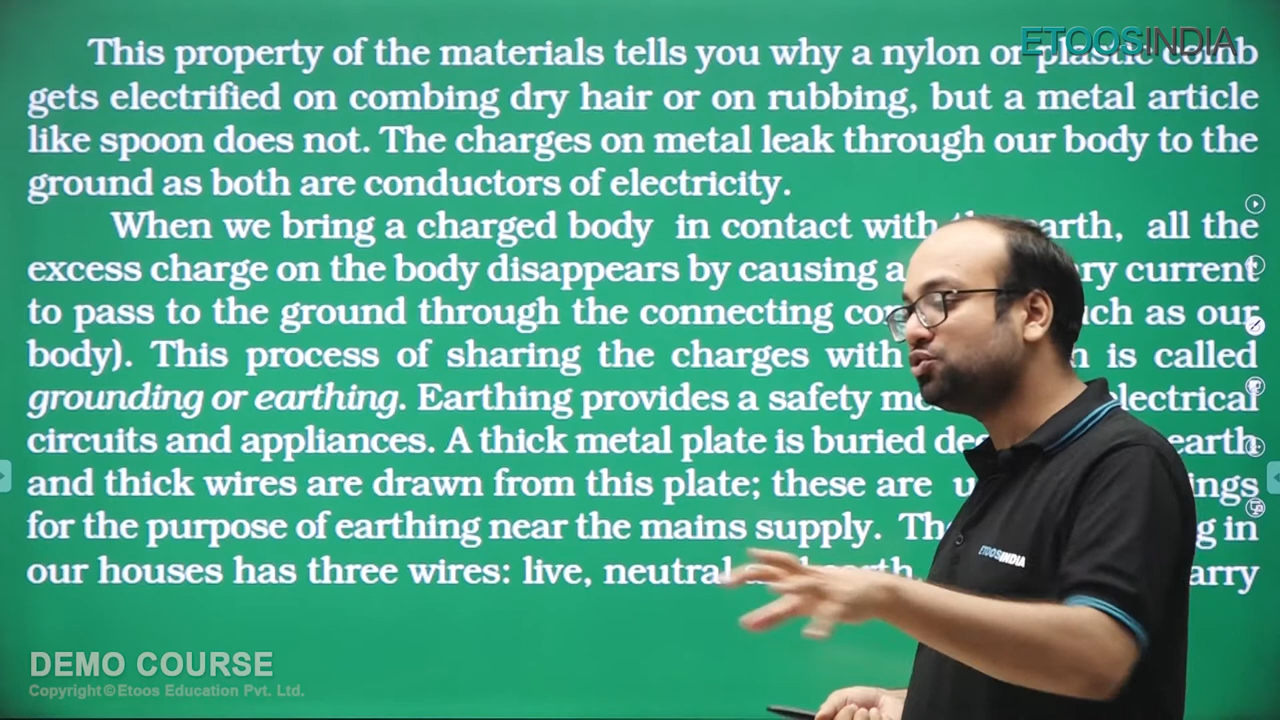 ETOOSINDIA
This property of the materials tells you why a nylon or plastic comb
gets electrified on combing dry hair or on rubbing, but a metal article
like spoon does not. The charges on metal leak through our body to the
ground as both are conductors of electricity.
When we bring a charged body in contact with earth, all the
excess charge on the body disappears by causing a current
to pass to the ground through the connecting as our
body). This process of sharing the charges with is called
grounding or earthing. Earthing provides a safety electrical
circuits and appliances. A thick metal plate is buried earth
and thick wires are drawn from this plate; these are
for the purpose of earthing near the mains supply. in
our houses has three wires: live, neutral earth
ETOOSINDIA
DEMO COURSE
Copyright©Etoos Education Pvt. Ltd.